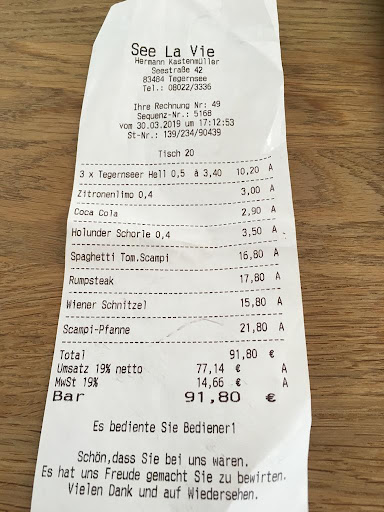 See La Vie
Hermann Kastenmüller
Seestraße 42
83484 Tegernsee
Tel.: 08022/3336
Ihre Rechnung Nr: 49
Sequenz-Nr.: 5168
vom 30.03.2019 um 17:12:53
St-Nr.: 139/234/90439
Tisch 20
3 x Tegernseer Hell 0,5 à 3,40 10,20 A
Zitronenlimo 0,4 3,00 A
Coca Cola 2,90 A
Holunder Schorle 0,4 3,50 A
Spaghetti Tom.Scampi 16,80 A
Rumpsteak 17,80 A
Wiener Schnitzel 15,80 A
Scampi-Pfanne 21,80 A
Total 91,80 €
Umsatz 19% netto 77,14 € A
MwSt 19% 14,66 € A
Bar 91,80 €
Es bediente Sie Bediener1
Schön,dass Sie bei uns waren.
Es hat uns Freude gemacht Sie zu bewirten.
Vielen Dank und auf Wiedersehen.